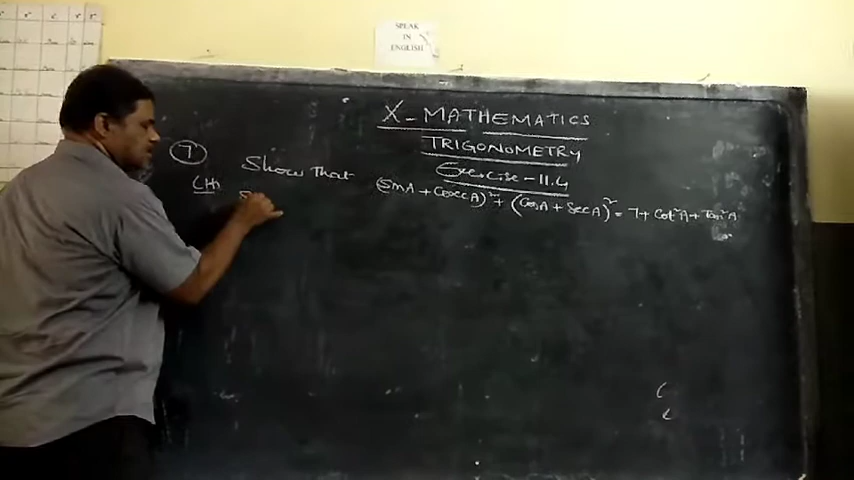 SPEAK
IN
ENGLISH
X - MATHEMATICS
TRIGONOMETRY
Exercise - 11.4
7 Show that (SinA + CosecA)² + (CosA + SecA)² = 7 + Cot²A + Tan²A